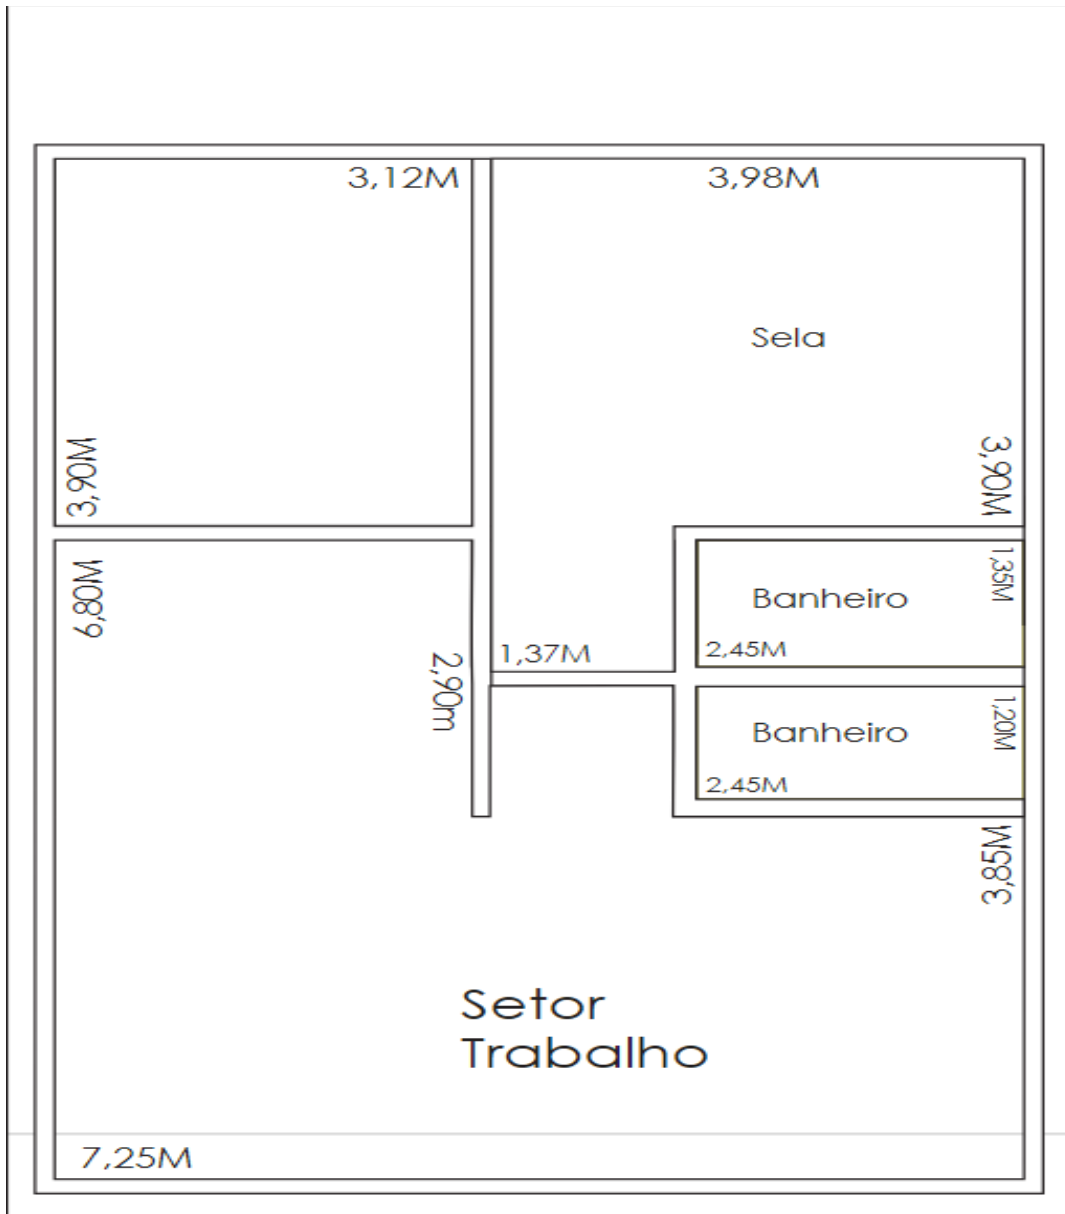 3,12M
3,98M
Sela
3,90M
3,90M
6,80M
1,35M
Banheiro
2,45M
2,90m
1,37M
1,20M
Banheiro
2,45M
3,85M
Setor
Trabalho
7,25M